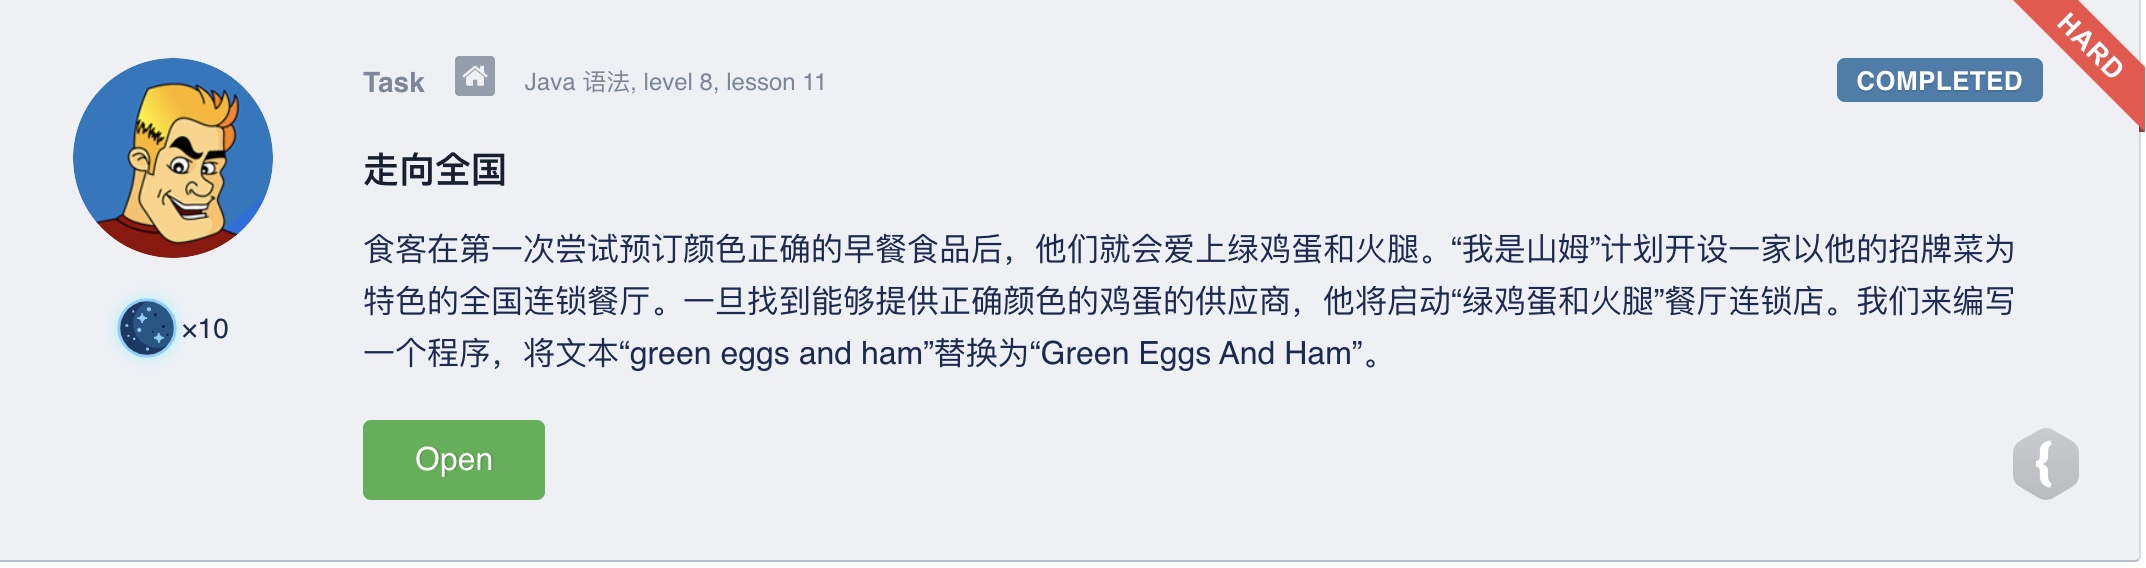 Task Java 语法, level 8, lesson 11 COMPLETED
HARD
走向全国
食客在第一次尝试预订颜色正确的早餐食品后，他们就会爱上绿鸡蛋和火腿。“我是山姆”计划开设一家以他的招牌菜为
特色的全国连锁餐厅。一旦找到能够提供正确颜色的鸡蛋的供应商，他将启动“绿鸡蛋和火腿”餐厅连锁店。我们来编写
一个程序，将文本“green eggs and ham”替换为“Green Eggs And Ham”。
×10
Open
{